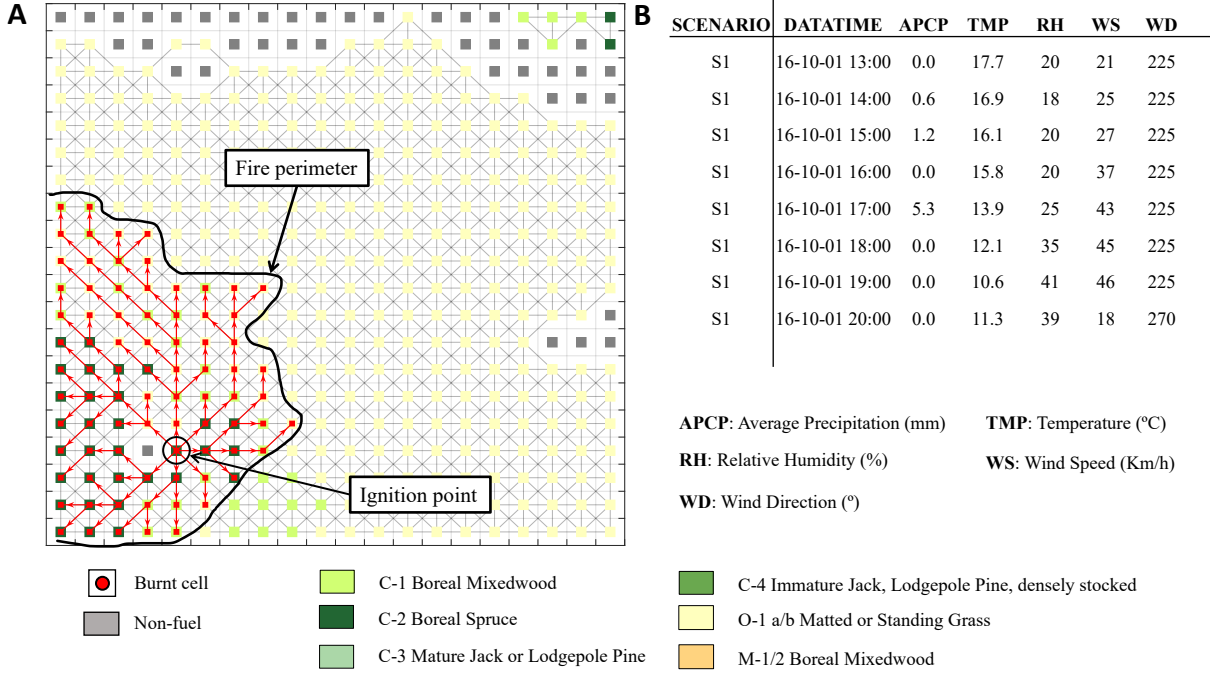 A
Fire perimeter
Ignition point
Burnt cell
Non-fuel
C-1 Boreal Mixedwood
C-2 Boreal Spruce
C-3 Mature Jack or Lodgepole Pine
C-4 Immature Jack, Lodgepole Pine, densely stocked
O-1 a/b Matted or Standing Grass
M-1/2 Boreal Mixedwood
B
SCENARIO DATATIME APCP TMP RH WS WD
S1 16-10-01 13:00 0.0 17.7 20 21 225
S1 16-10-01 14:00 0.6 16.9 18 25 225
S1 16-10-01 15:00 1.2 16.1 20 27 225
S1 16-10-01 16:00 0.0 15.8 20 37 225
S1 16-10-01 17:00 5.3 13.9 25 43 225
S1 16-10-01 18:00 0.0 12.1 35 45 225
S1 16-10-01 19:00 0.0 10.6 41 46 225
S1 16-10-01 20:00 0.0 11.3 39 18 270
APCP: Average Precipitation (mm) TMP: Temperature (ºC)
RH: Relative Humidity (%) WS: Wind Speed (Km/h)
WD: Wind Direction (º)